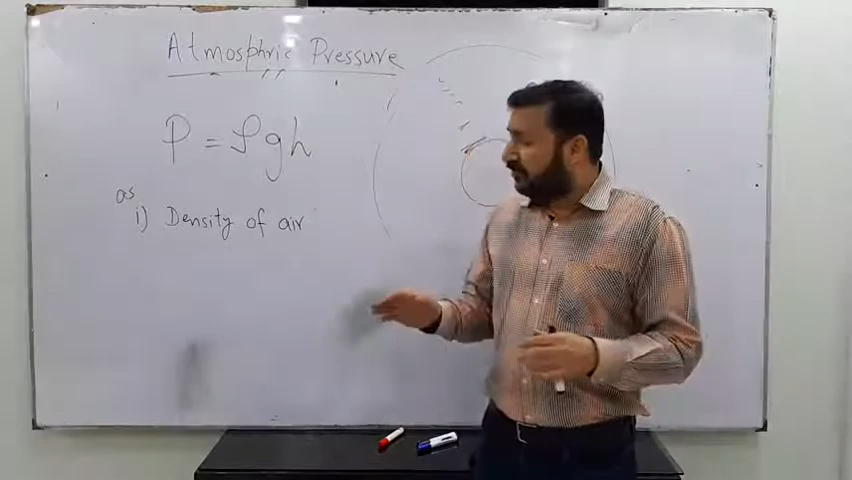 Atmosphric Pressure
P = ρgh
as
i) Density of air